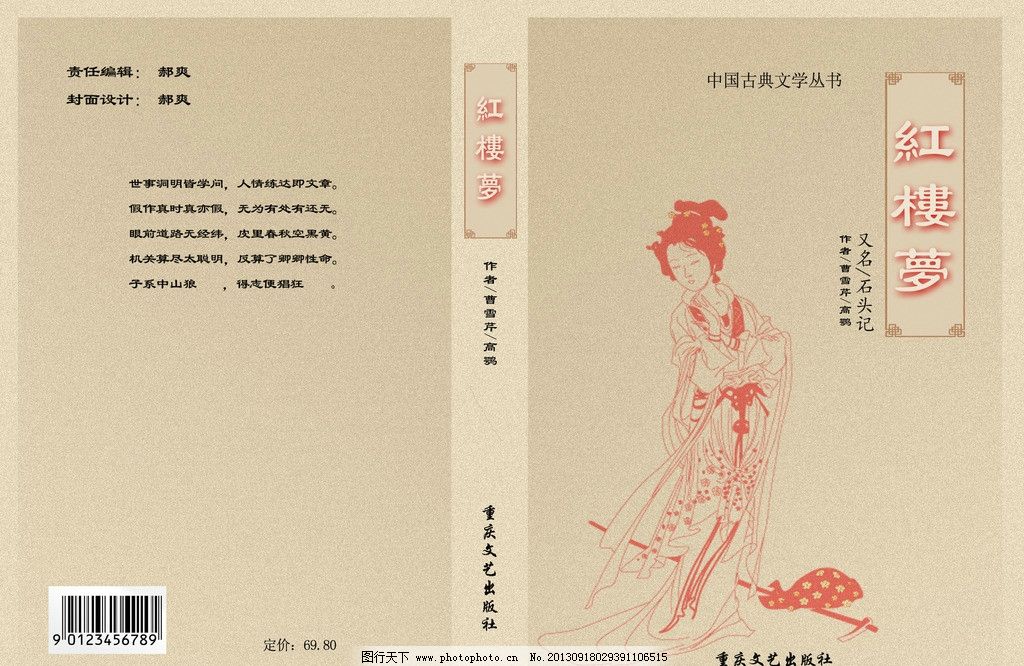 责任编辑： 郝爽
封面设计： 郝爽
世事洞明皆学问，人情练达即文章。
假作真时真亦假，无为有处有还无。
眼前道路无经纬，皮里春秋空黑黄。
机关算尽太聪明，反算了卿卿性命。
子系中山狼 ，得志便猖狂 。
9 0123456789
定价：69.80
紅樓夢
作者/曹雪芹/高鹗
重庆文艺出版社
中国古典文学丛书
紅樓夢
又名/石头记
作者/曹雪芹/高鹗
重庆文艺出版社
图行天下 www.photophoto.cn No.20130918029391106515